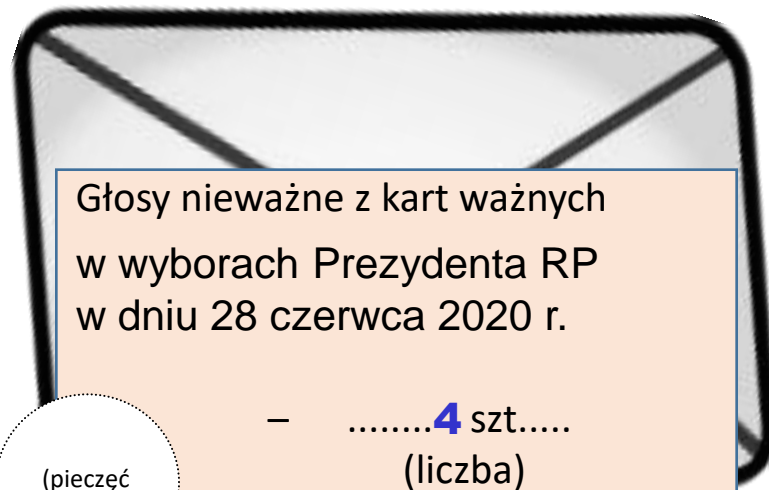 Głosy nieważne z kart ważnych
w wyborach Prezydenta RP
w dniu 28 czerwca 2020 r.
– ........4 szt.....
(liczba)
(pieczęć